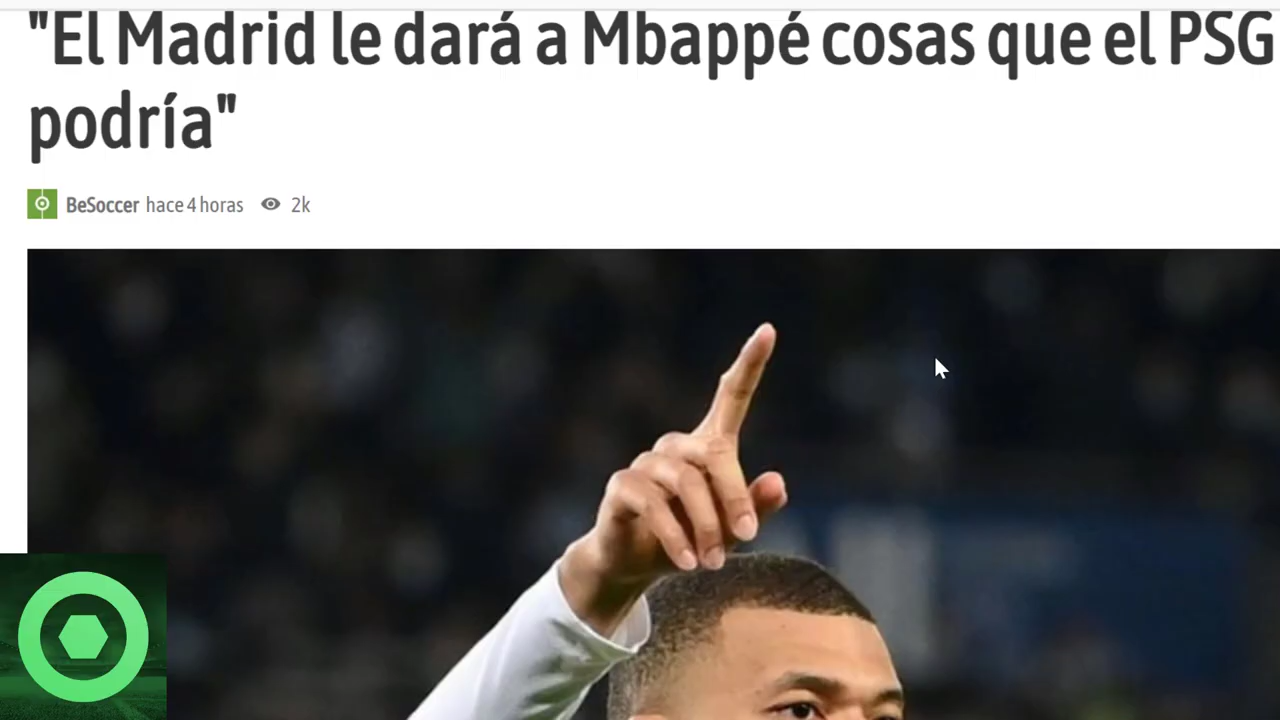 "El Madrid le dará a Mbappé cosas que el PSG
podría"
BeSoccer hace 4 horas 2k